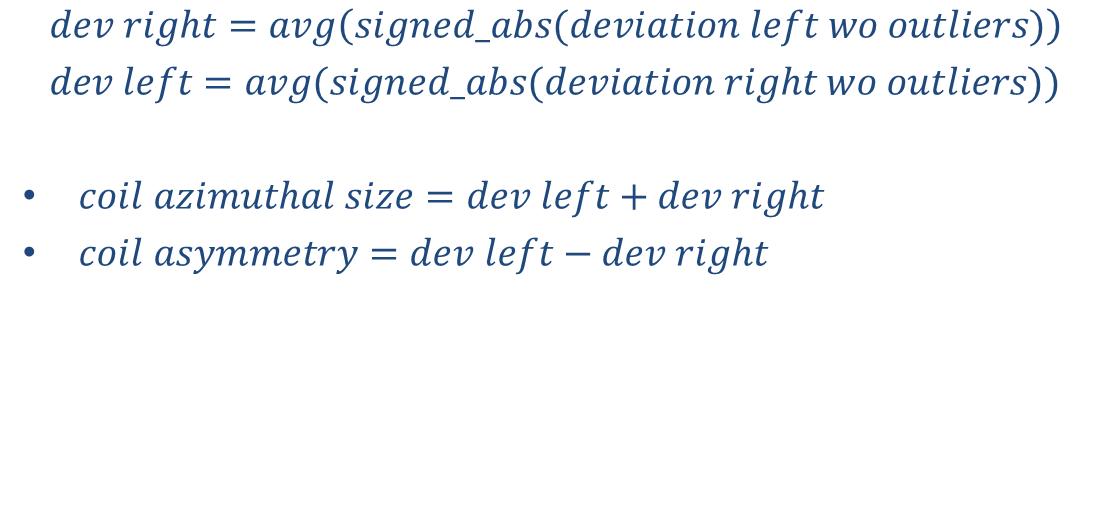 dev right = avg(signed_abs(deviation left wo outliers))
dev left = avg(signed_abs(deviation right wo outliers))
• coil azimuthal size = dev left + dev right
• coil asymmetry = dev left − dev right